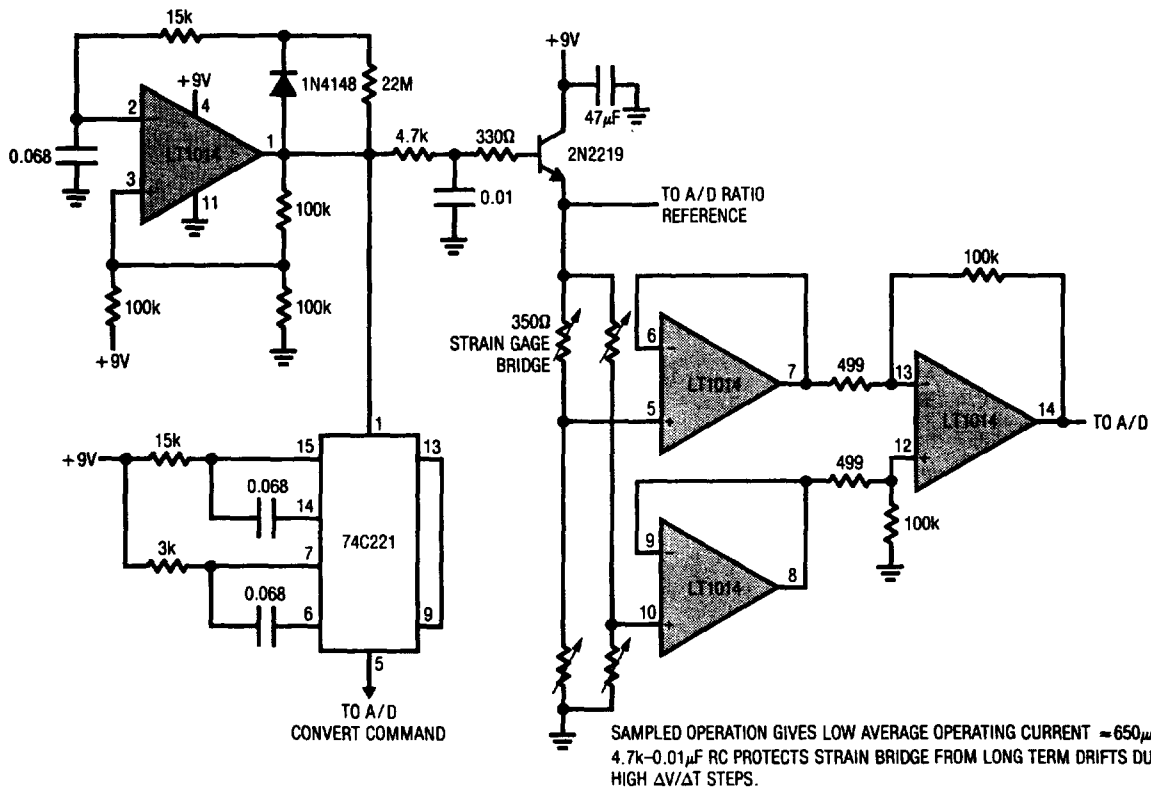 15k
1N4148
22M
+9V
2
4
LT1014
1
0.068
3
11
100k
100k
100k
+9V
4.7k
330Ω
0.01
+9V
47µF
2N2219
TO A/D RATIO
REFERENCE
350Ω
STRAIN GAGE
BRIDGE
6
LT1014
7
5
499
100k
13
LT1014
14
TO A/D
12
499
100k
9
LT1014
8
10
1
+9V
15k
15
13
0.068
14
74C221
3k
7
0.068
6
9
5
TO A/D
CONVERT COMMAND
SAMPLED OPERATION GIVES LOW AVERAGE OPERATING CURRENT ≈650µ
4.7k–0.01µF RC PROTECTS STRAIN BRIDGE FROM LONG TERM DRIFTS DU
HIGH ΔV/ΔT STEPS.